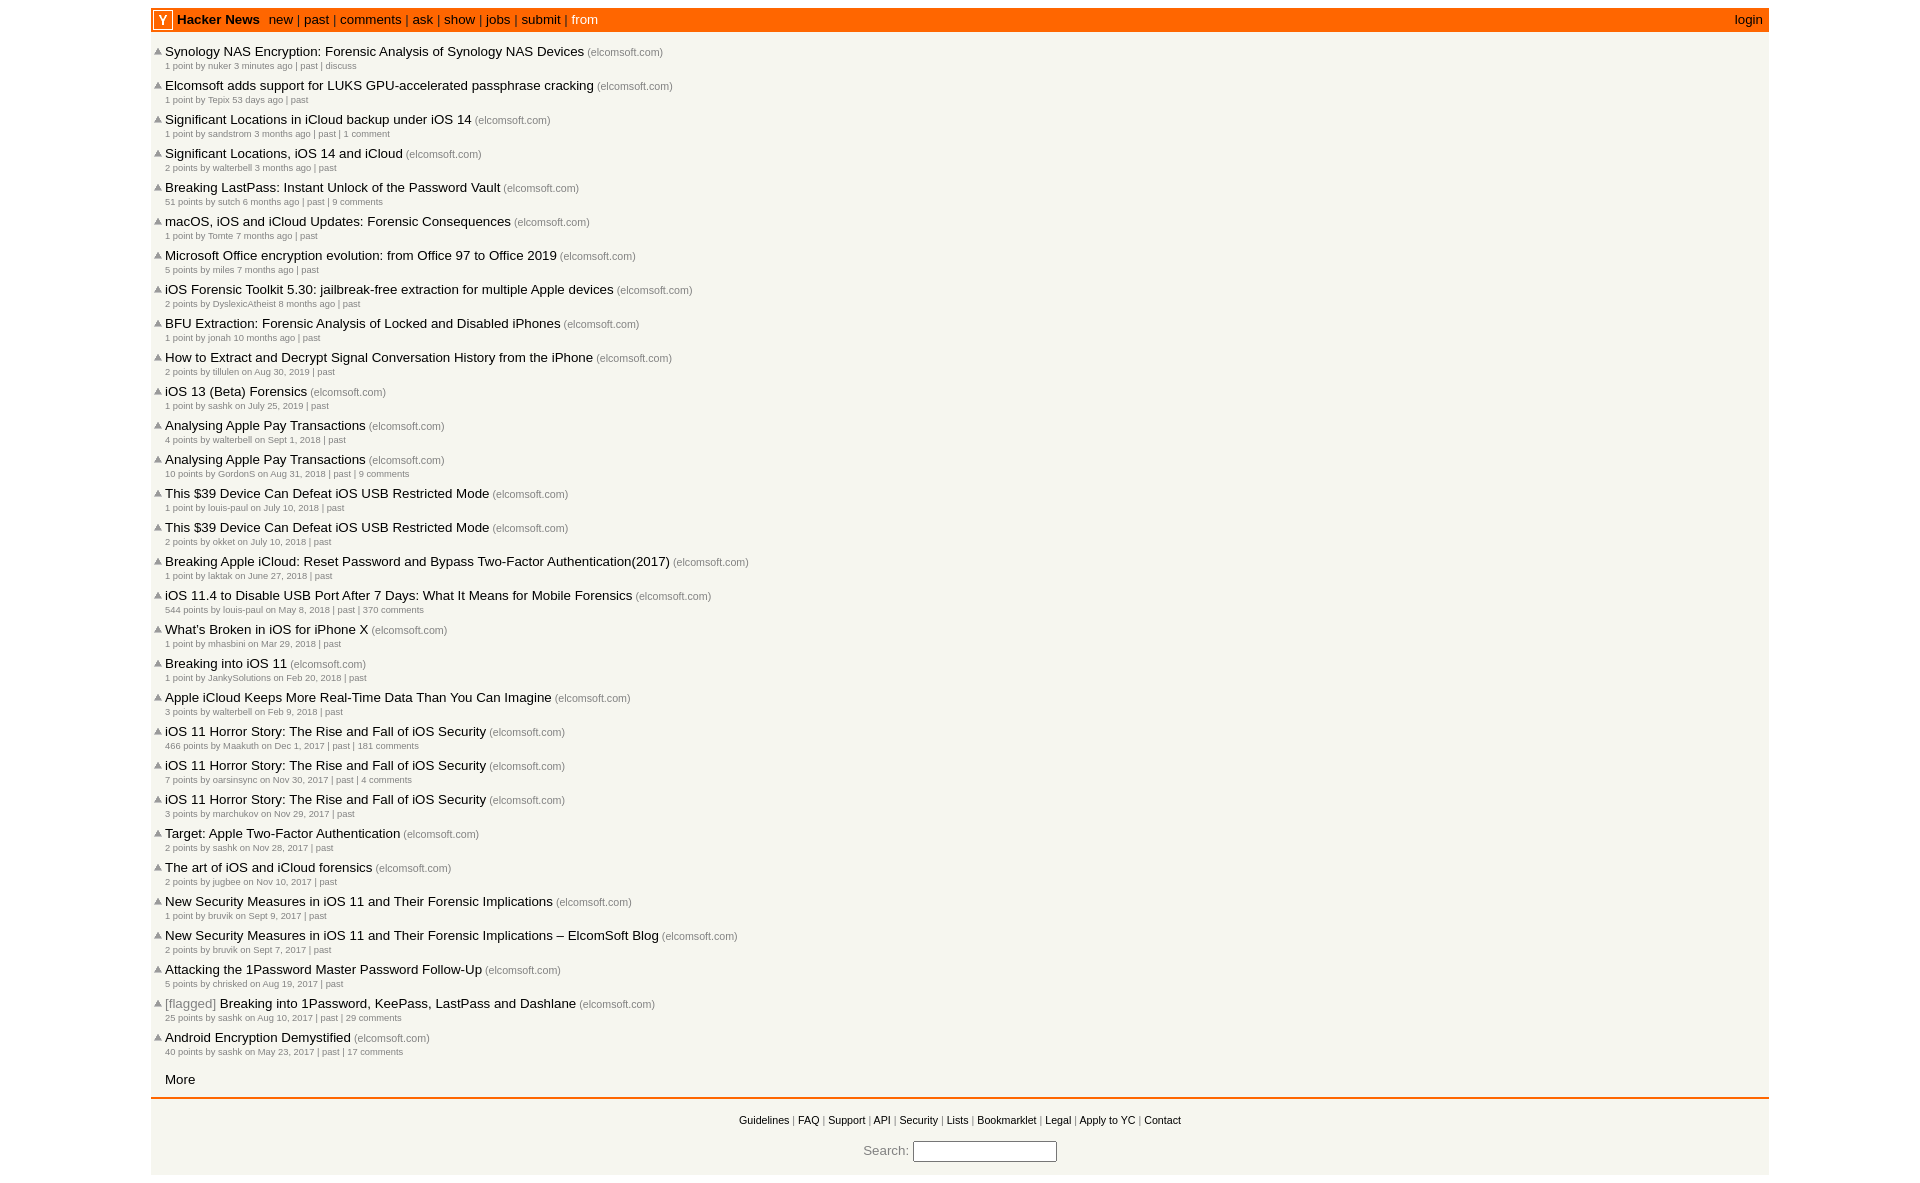 Y Hacker News new | past | comments | ask | show | jobs | submit | from login
Synology NAS Encryption: Forensic Analysis of Synology NAS Devices (elcomsoft.com)
1 point by nuker 3 minutes ago | past | discuss
Elcomsoft adds support for LUKS GPU-accelerated passphrase cracking (elcomsoft.com)
1 point by Tepix 53 days ago | past
Significant Locations in iCloud backup under iOS 14 (elcomsoft.com)
1 point by sandstrom 3 months ago | past | 1 comment
Significant Locations, iOS 14 and iCloud (elcomsoft.com)
2 points by walterbell 3 months ago | past
Breaking LastPass: Instant Unlock of the Password Vault (elcomsoft.com)
51 points by sutch 6 months ago | past | 9 comments
macOS, iOS and iCloud Updates: Forensic Consequences (elcomsoft.com)
1 point by Tomte 7 months ago | past
Microsoft Office encryption evolution: from Office 97 to Office 2019 (elcomsoft.com)
5 points by miles 7 months ago | past
iOS Forensic Toolkit 5.30: jailbreak-free extraction for multiple Apple devices (elcomsoft.com)
2 points by DyslexicAtheist 8 months ago | past
BFU Extraction: Forensic Analysis of Locked and Disabled iPhones (elcomsoft.com)
1 point by jonah 10 months ago | past
How to Extract and Decrypt Signal Conversation History from the iPhone (elcomsoft.com)
2 points by tillulen on Aug 30, 2019 | past
iOS 13 (Beta) Forensics (elcomsoft.com)
1 point by sashk on July 25, 2019 | past
Analysing Apple Pay Transactions (elcomsoft.com)
4 points by walterbell on Sept 1, 2018 | past
Analysing Apple Pay Transactions (elcomsoft.com)
10 points by GordonS on Aug 31, 2018 | past | 9 comments
This $39 Device Can Defeat iOS USB Restricted Mode (elcomsoft.com)
1 point by louis-paul on July 10, 2018 | past
This $39 Device Can Defeat iOS USB Restricted Mode (elcomsoft.com)
2 points by okket on July 10, 2018 | past
Breaking Apple iCloud: Reset Password and Bypass Two-Factor Authentication(2017) (elcomsoft.com)
1 point by laktak on June 27, 2018 | past
iOS 11.4 to Disable USB Port After 7 Days: What It Means for Mobile Forensics (elcomsoft.com)
544 points by louis-paul on May 8, 2018 | past | 370 comments
What's Broken in iOS for iPhone X (elcomsoft.com)
1 point by mhasbini on Mar 29, 2018 | past
Breaking into iOS 11 (elcomsoft.com)
1 point by JankySolutions on Feb 20, 2018 | past
Apple iCloud Keeps More Real-Time Data Than You Can Imagine (elcomsoft.com)
3 points by walterbell on Feb 9, 2018 | past
iOS 11 Horror Story: The Rise and Fall of iOS Security (elcomsoft.com)
466 points by Maakuth on Dec 1, 2017 | past | 181 comments
iOS 11 Horror Story: The Rise and Fall of iOS Security (elcomsoft.com)
7 points by oarsinsync on Nov 30, 2017 | past | 4 comments
iOS 11 Horror Story: The Rise and Fall of iOS Security (elcomsoft.com)
3 points by marchukov on Nov 29, 2017 | past
Target: Apple Two-Factor Authentication (elcomsoft.com)
2 points by sashk on Nov 28, 2017 | past
The art of iOS and iCloud forensics (elcomsoft.com)
2 points by jugbee on Nov 10, 2017 | past
New Security Measures in iOS 11 and Their Forensic Implications (elcomsoft.com)
1 point by bruvik on Sept 9, 2017 | past
New Security Measures in iOS 11 and Their Forensic Implications – ElcomSoft Blog (elcomsoft.com)
2 points by bruvik on Sept 7, 2017 | past
Attacking the 1Password Master Password Follow-Up (elcomsoft.com)
5 points by chrisked on Aug 19, 2017 | past
[flagged] Breaking into 1Password, KeePass, LastPass and Dashlane (elcomsoft.com)
25 points by sashk on Aug 10, 2017 | past | 29 comments
Android Encryption Demystified (elcomsoft.com)
40 points by sashk on May 23, 2017 | past | 17 comments
More
Guidelines | FAQ | Support | API | Security | Lists | Bookmarklet | Legal | Apply to YC | Contact
Search: